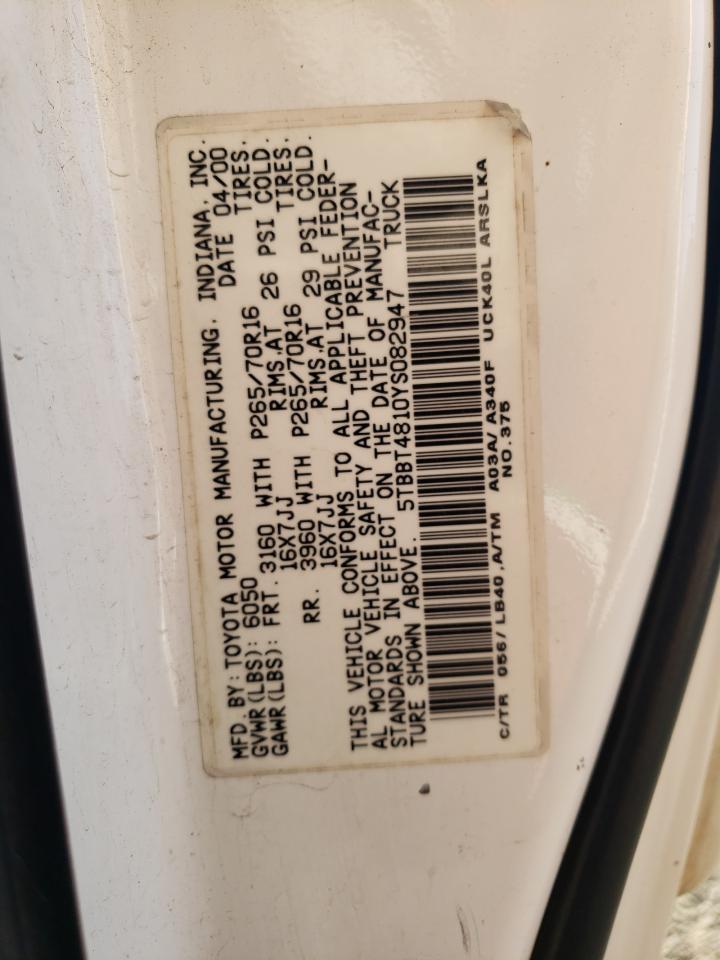 MFD. BY: TOYOTA MOTOR MANUFACTURING, INDIANA, INC.
GVWR(LBS): 6050 DATE 04/00
GAWR(LBS): FRT. 3160 WITH P265/70R16 TIRES,
16X7JJ RIMS,AT 26 PSI COLD.
RR. 3960 WITH P265/70R16 TIRES,
16X7JJ RIMS,AT 29 PSI COLD.
THIS VEHICLE CONFORMS TO ALL APPLICABLE FEDER-
AL MOTOR VEHICLE SAFETY AND THEFT PREVENTION
STANDARDS IN EFFECT ON THE DATE OF MANUFAC-
TURE SHOWN ABOVE. 5TBBT4810YS082947 TRUCK
C/TR 056/LB40,A/TM A03A/A340F UCK40L ARSLKA
NO.375